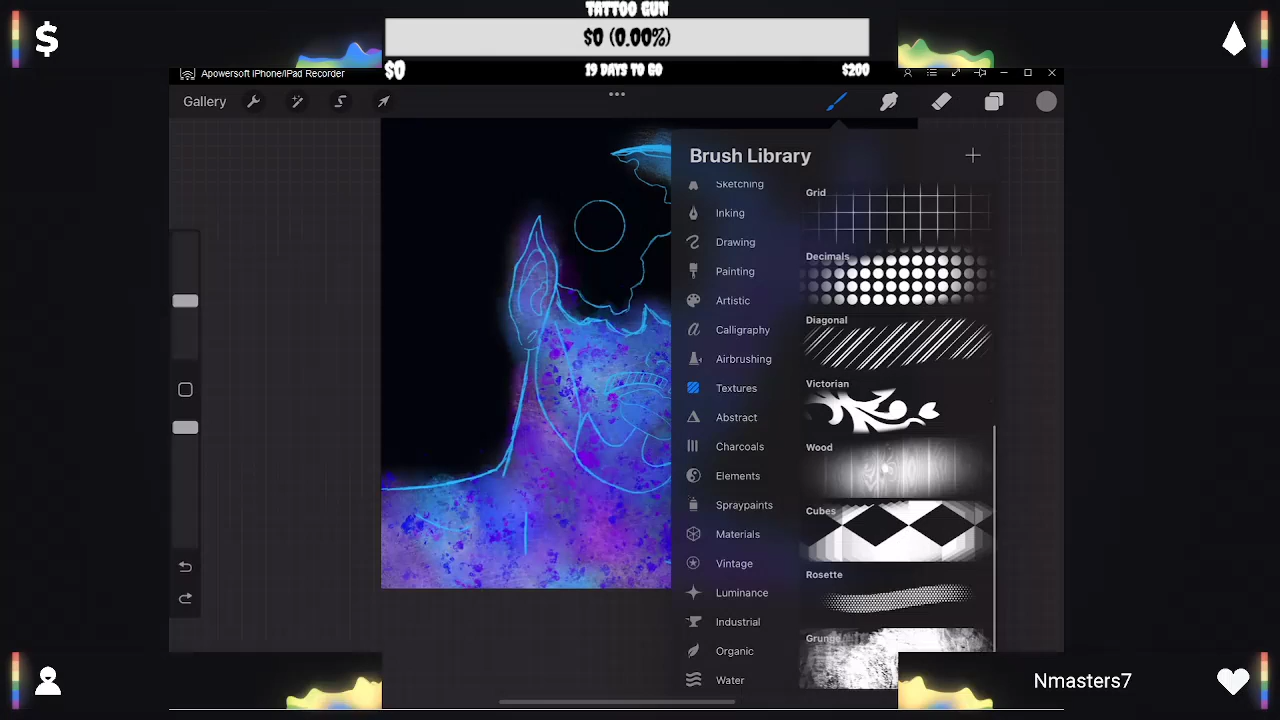 TATTOO GUN
$0 (0.00%)
$0
19 DAYS TO GO
$200
Apowersoft iPhone/iPad Recorder
Gallery
Brush Library
Sketching
Inking
Drawing
Painting
Artistic
Calligraphy
Airbrushing
Textures
Abstract
Charcoals
Elements
Spraypaints
Materials
Vintage
Luminance
Industrial
Organic
Water
Grid
Decimals
Diagonal
Victorian
Wood
Cubes
Rosette
Grunge
Nmasters7